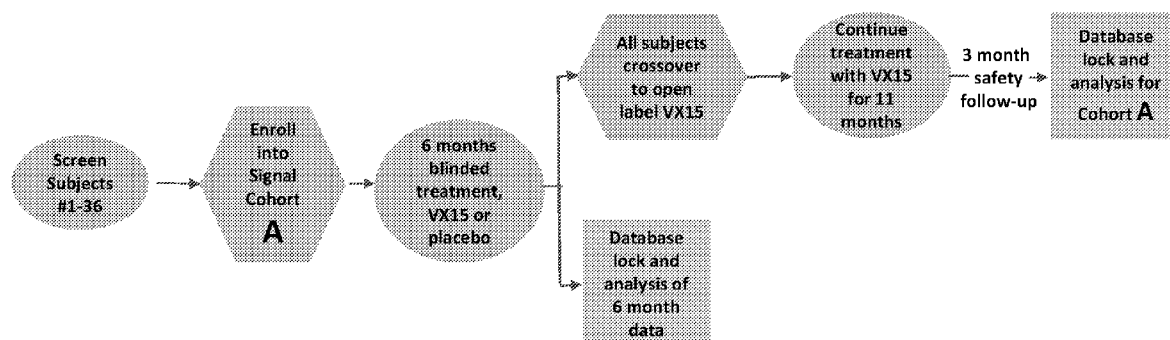 Screen
Subjects
#1-36
Enroll
into
Signal
Cohort
A
6 months
blinded
treatment,
VX15 or
placebo
All subjects
crossover
to open
label VX15
Continue
treatment
with VX15
for 11
months
3 month
safety
follow-up
Database
lock and
analysis for
Cohort A
Database
lock and
analysis of
6 month
data